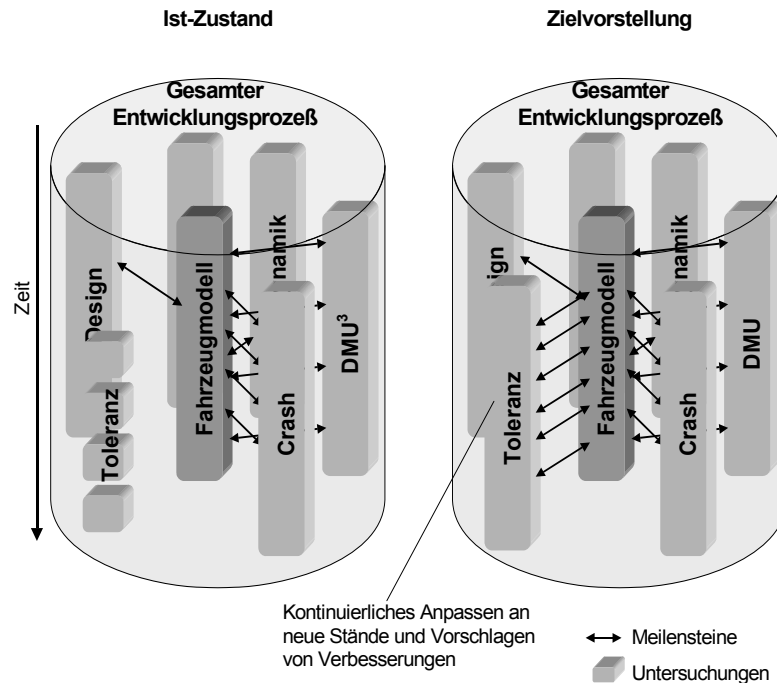 Ist-Zustand
Zielvorstellung
Gesamter
Entwicklungsprozeß
Gesamter
Entwicklungsprozeß
Zeit
Design
Toleranz
Fahrzeugmodell
namik
Crash
DMU³
sign
Toleranz
Fahrzeugmodell
namik
Crash
DMU
Kontinuierliches Anpassen an
neue Stände und Vorschlagen
von Verbesserungen
Meilensteine
Untersuchungen